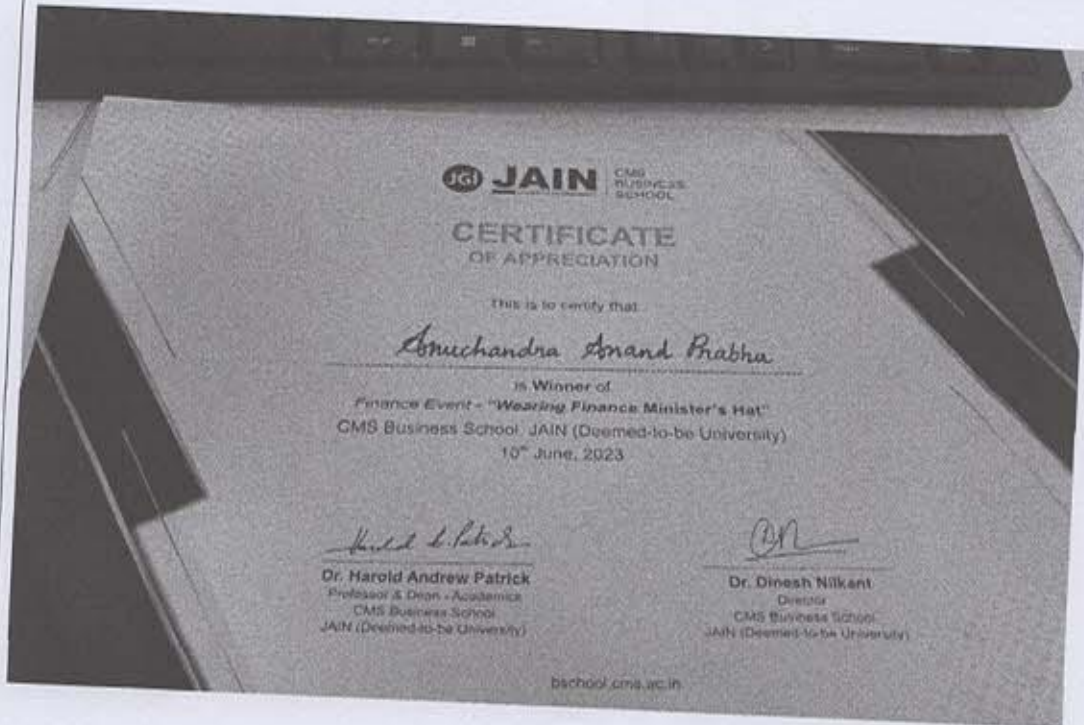 JGI JAIN CMS
BUSINESS
SCHOOL
CERTIFICATE
OF APPRECIATION
This is to certify that
Anuchandra Anand Prabhu
is Winner of
Finance Event - "Wearing Finance Minister's Hat"
CMS Business School, JAIN (Deemed-to-be University)
10th June, 2023
Dr. Harold Andrew Patrick
Professor & Dean - Academics
CMS Business School
JAIN (Deemed-to-be University)
Dr. Dinesh Nilkant
Director
CMS Business School
JAIN (Deemed-to-be University)
bschool.cms.ac.in